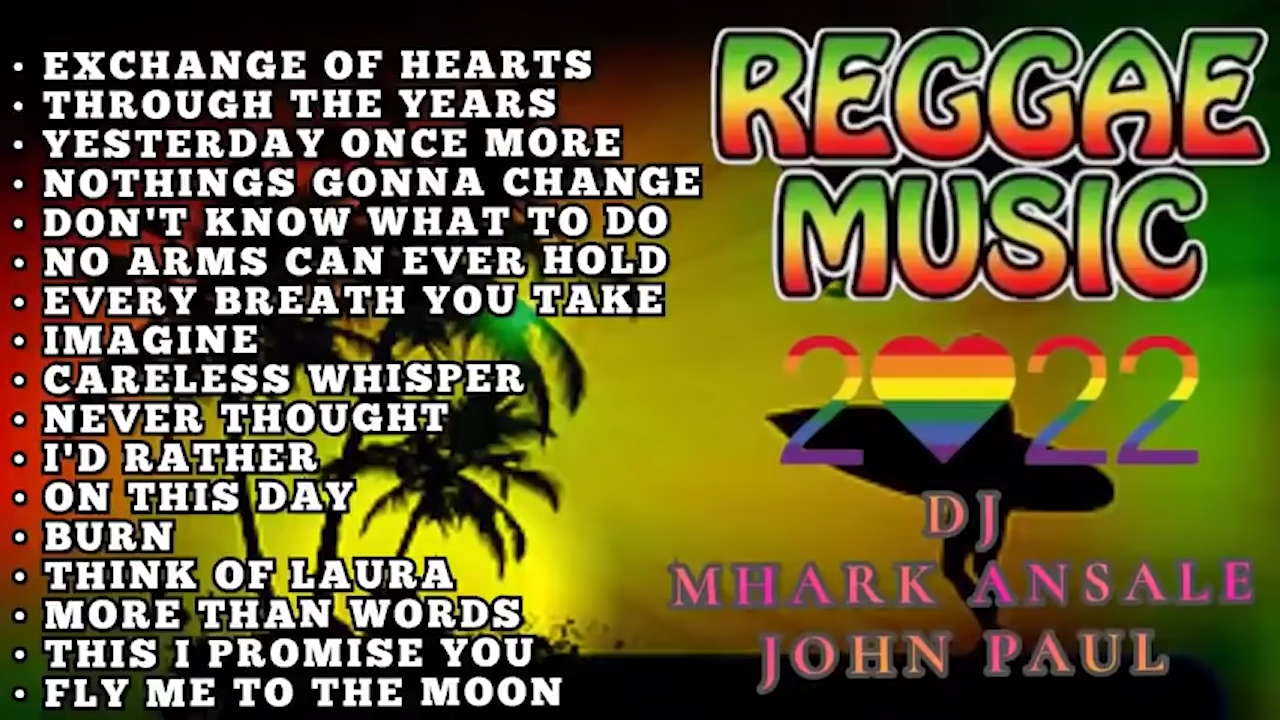 • EXCHANGE OF HEARTS
• THROUGH THE YEARS
• YESTERDAY ONCE MORE
• NOTHINGS GONNA CHANGE
• DON'T KNOW WHAT TO DO
• NO ARMS CAN EVER HOLD
• EVERY BREATH YOU TAKE
• IMAGINE
• CARELESS WHISPER
• NEVER THOUGHT
• I'D RATHER
• ON THIS DAY
• BURN
• THINK OF LAURA
• MORE THAN WORDS
• THIS I PROMISE YOU
• FLY ME TO THE MOON
REGGAE
MUSIC
2022
DJ
MHARK ANSALE
JOHN PAUL